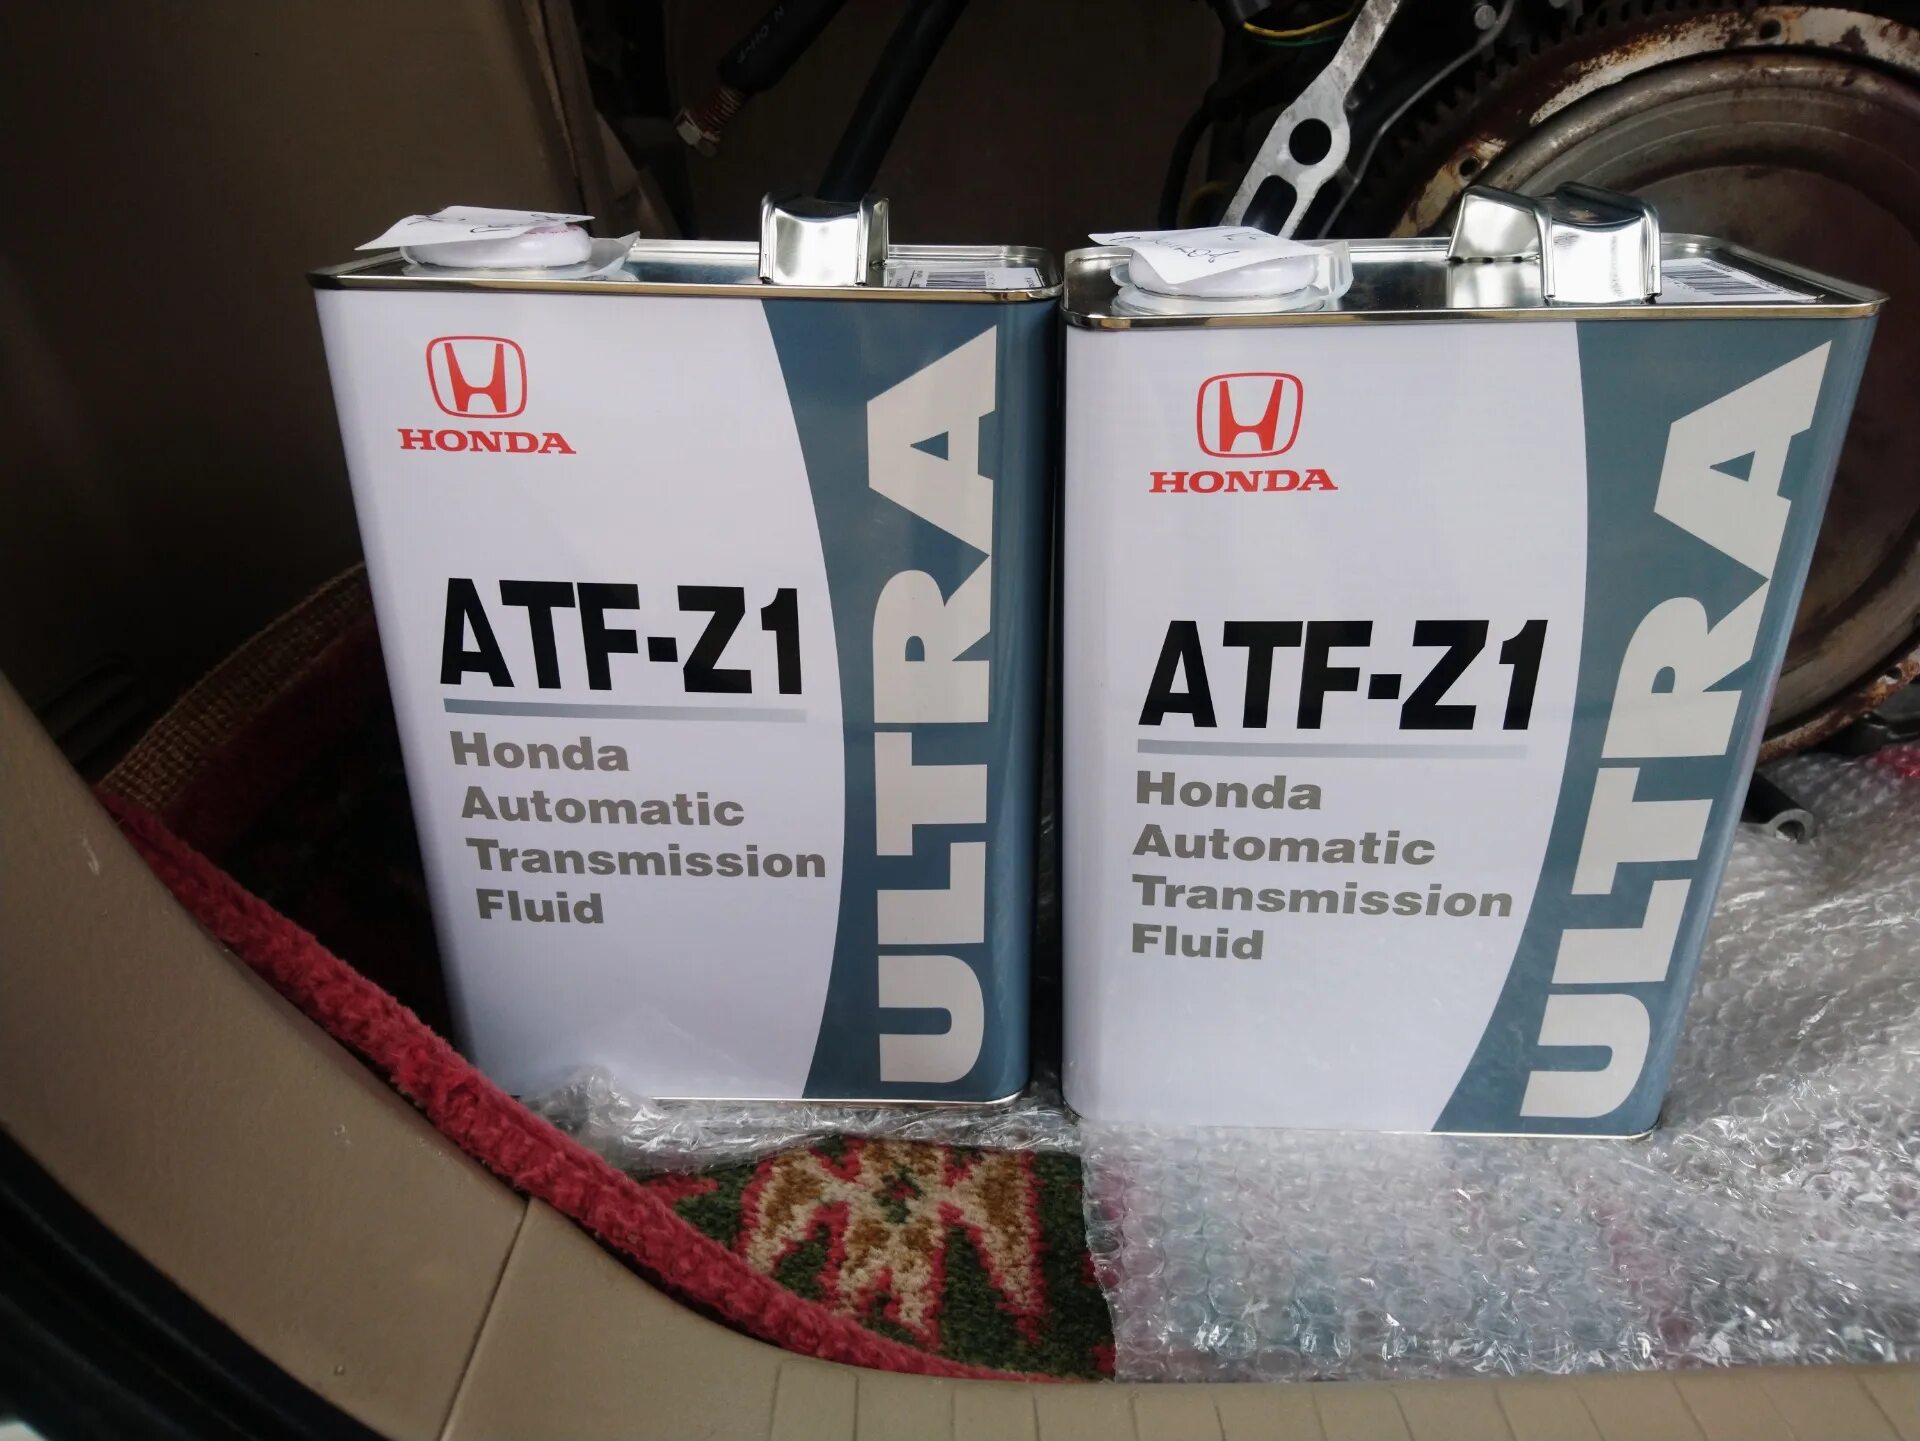 HONDA
ATF-Z1
Honda
Automatic
Transmission
Fluid
ULTRA
HONDA
ATF-Z1
Honda
Automatic
Transmission
Fluid
ULTRA